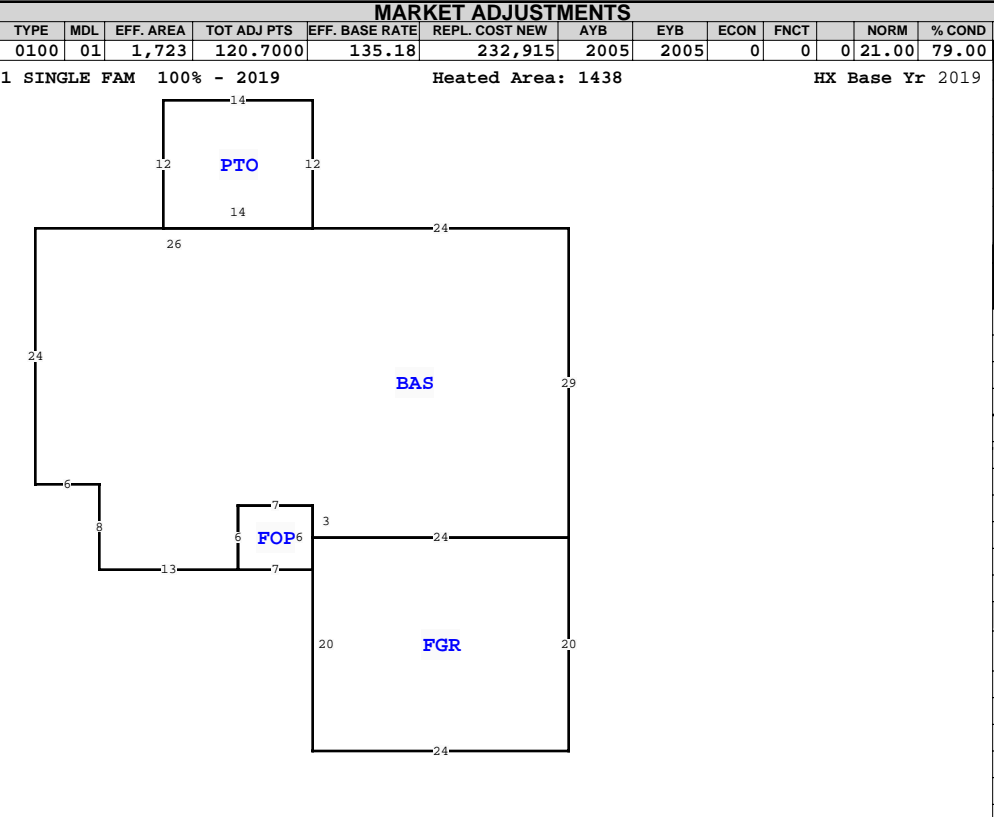 MARKET ADJUSTMENTS
TYPE MDL EFF. AREA TOT ADJ PTS EFF. BASE RATE REPL. COST NEW AYB EYB ECON FNCT NORM % COND
0100 01 1,723 120.7000 135.18 232,915 2005 2005 0 0 0 21.00 79.00
1 SINGLE FAM 100% - 2019 Heated Area: 1438 HX Base Yr 2019
14
12 PTO 12
14
24
26
24
BAS 29
6
7
3
8
6 FOP 6 24
13 7
20 FGR 20
24